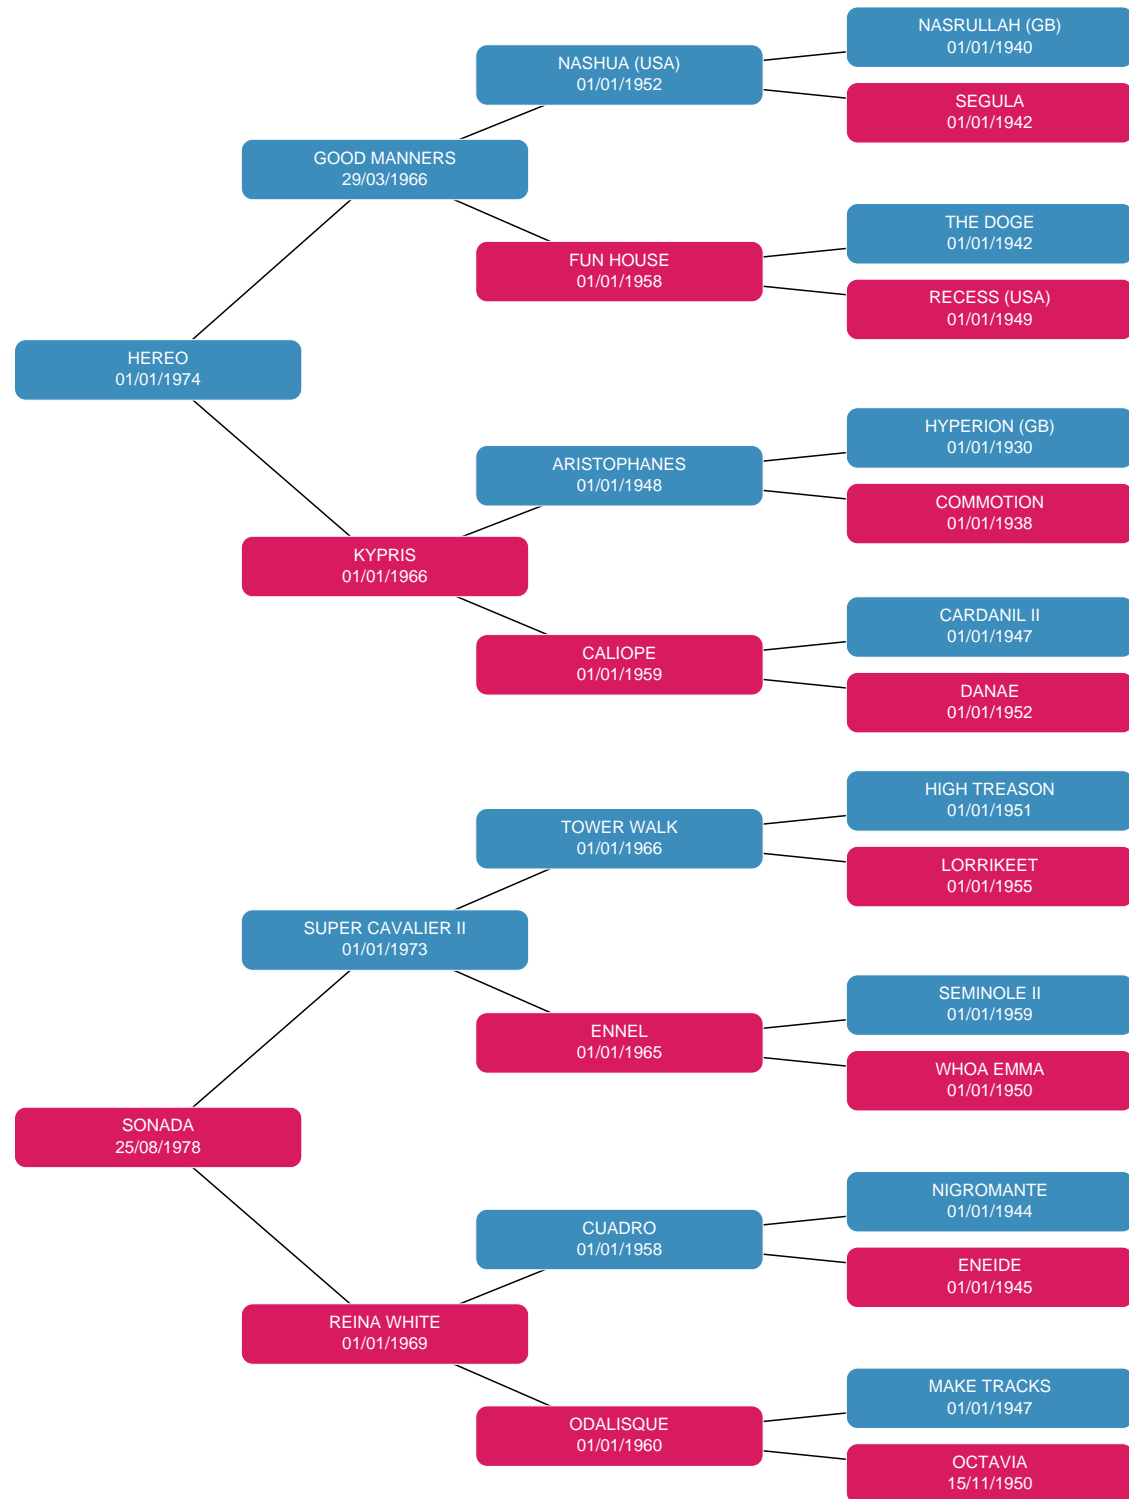 NASRULLAH (GB)
01/01/1940
NASHUA (USA)
01/01/1952
SEGULA
01/01/1942
GOOD MANNERS
29/03/1966
THE DOGE
01/01/1942
FUN HOUSE
01/01/1958
RECESS (USA)
01/01/1949
HEREO
01/01/1974
HYPERION (GB)
01/01/1930
ARISTOPHANES
01/01/1948
COMMOTION
01/01/1938
KYPRIS
01/01/1966
CARDANIL II
01/01/1947
CALIOPE
01/01/1959
DANAE
01/01/1952
HIGH TREASON
01/01/1951
TOWER WALK
01/01/1966
LORRIKEET
01/01/1955
SUPER CAVALIER II
01/01/1973
SEMINOLE II
01/01/1959
ENNEL
01/01/1965
WHOA EMMA
01/01/1950
SONADA
25/08/1978
NIGROMANTE
01/01/1944
CUADRO
01/01/1958
ENEIDE
01/01/1945
REINA WHITE
01/01/1969
MAKE TRACKS
01/01/1947
ODALISQUE
01/01/1960
OCTAVIA
15/11/1950